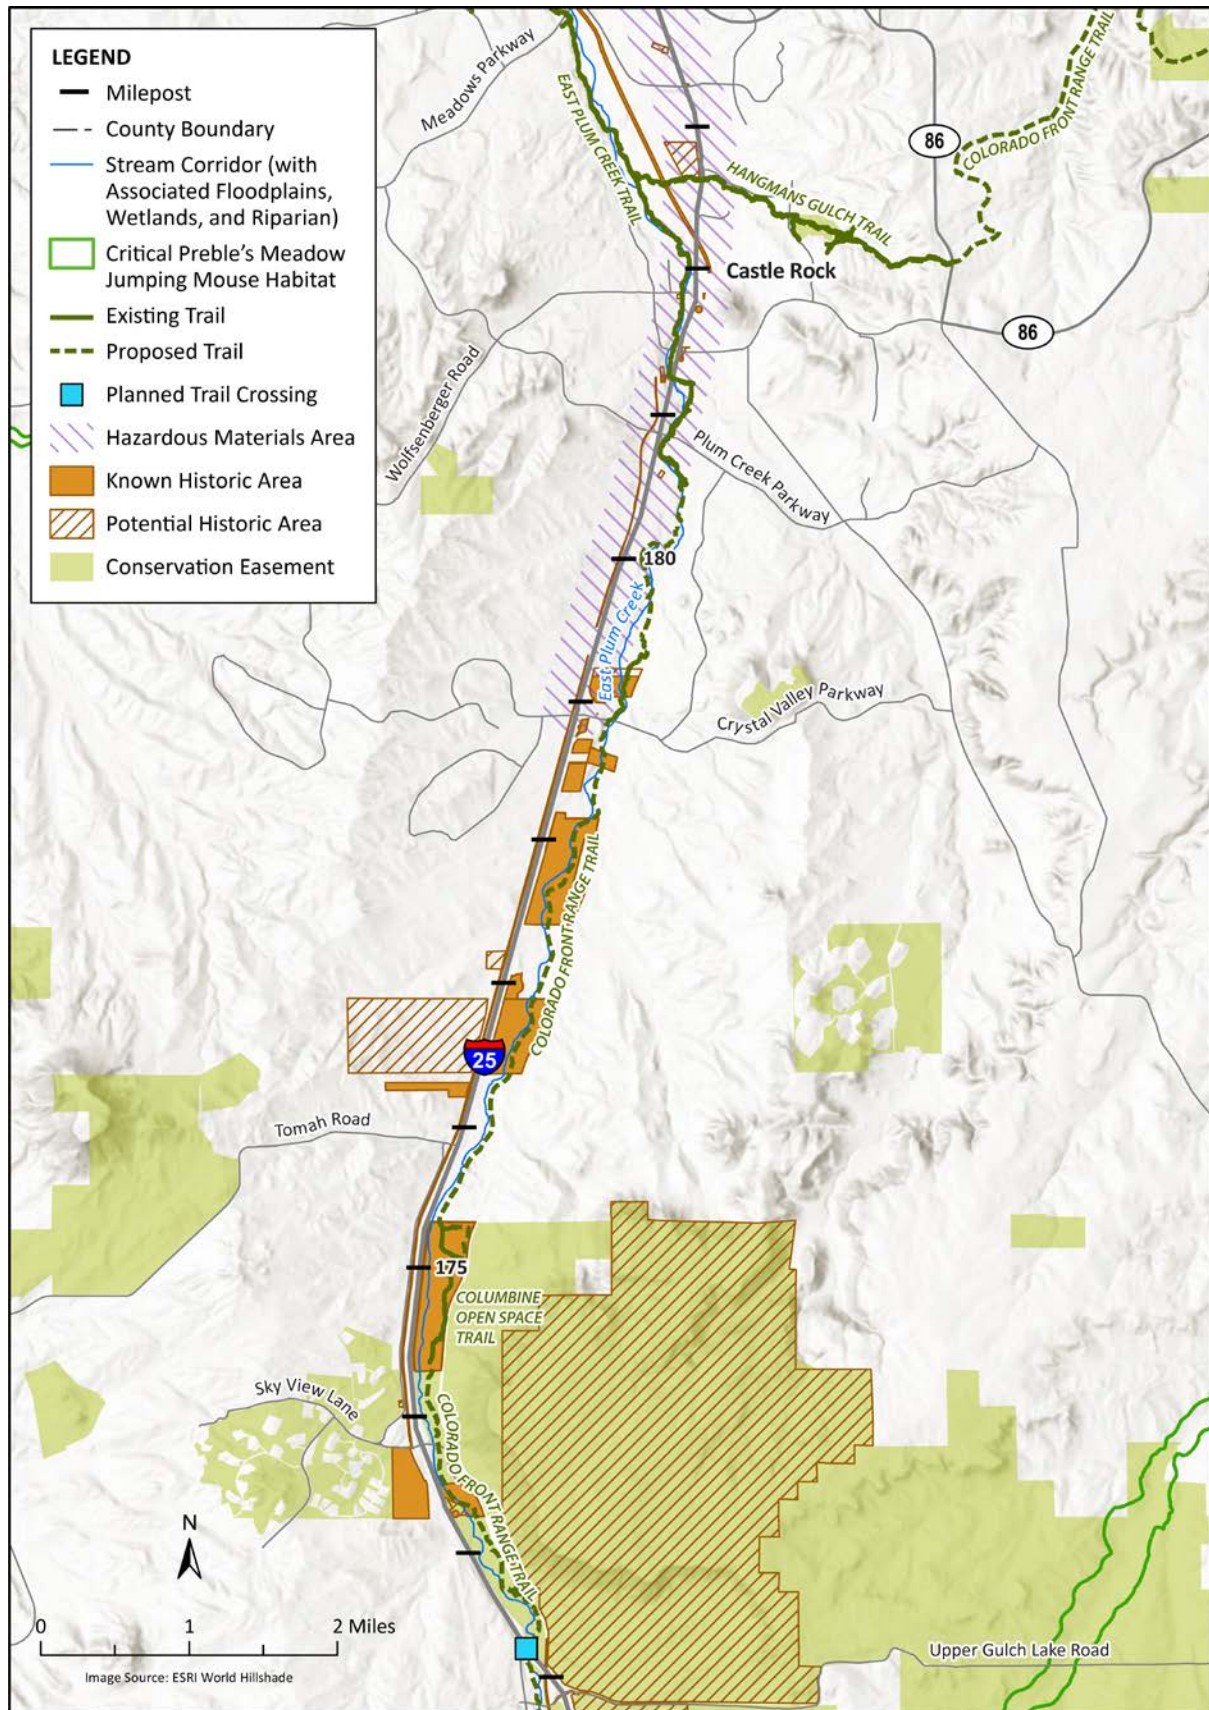 LEGEND
Milepost
County Boundary
Stream Corridor (with
Associated Floodplains,
Wetlands, and Riparian)
Critical Preble's Meadow
Jumping Mouse Habitat
Existing Trail
Proposed Trail
Planned Trail Crossing
Hazardous Materials Area
Known Historic Area
Potential Historic Area
Conservation Easement
Meadows Parkway
EAST PLUM CREEK TRAIL
COLORADO FRONT RANGE TRAIL
86
HANGMANS GULCH TRAIL
Castle Rock
86
Wolfsenberger Road
Plum Creek Parkway
180
East Plum Creek
Crystal Valley Parkway
COLORADO FRONT RANGE TRAIL
25
Tomah Road
175
COLUMBINE
OPEN SPACE
TRAIL
Sky View Lane
COLORADO FRONT RANGE TRAIL
N
0 1 2 Miles
Upper Gulch Lake Road
Image Source: ESRI World Hillshade